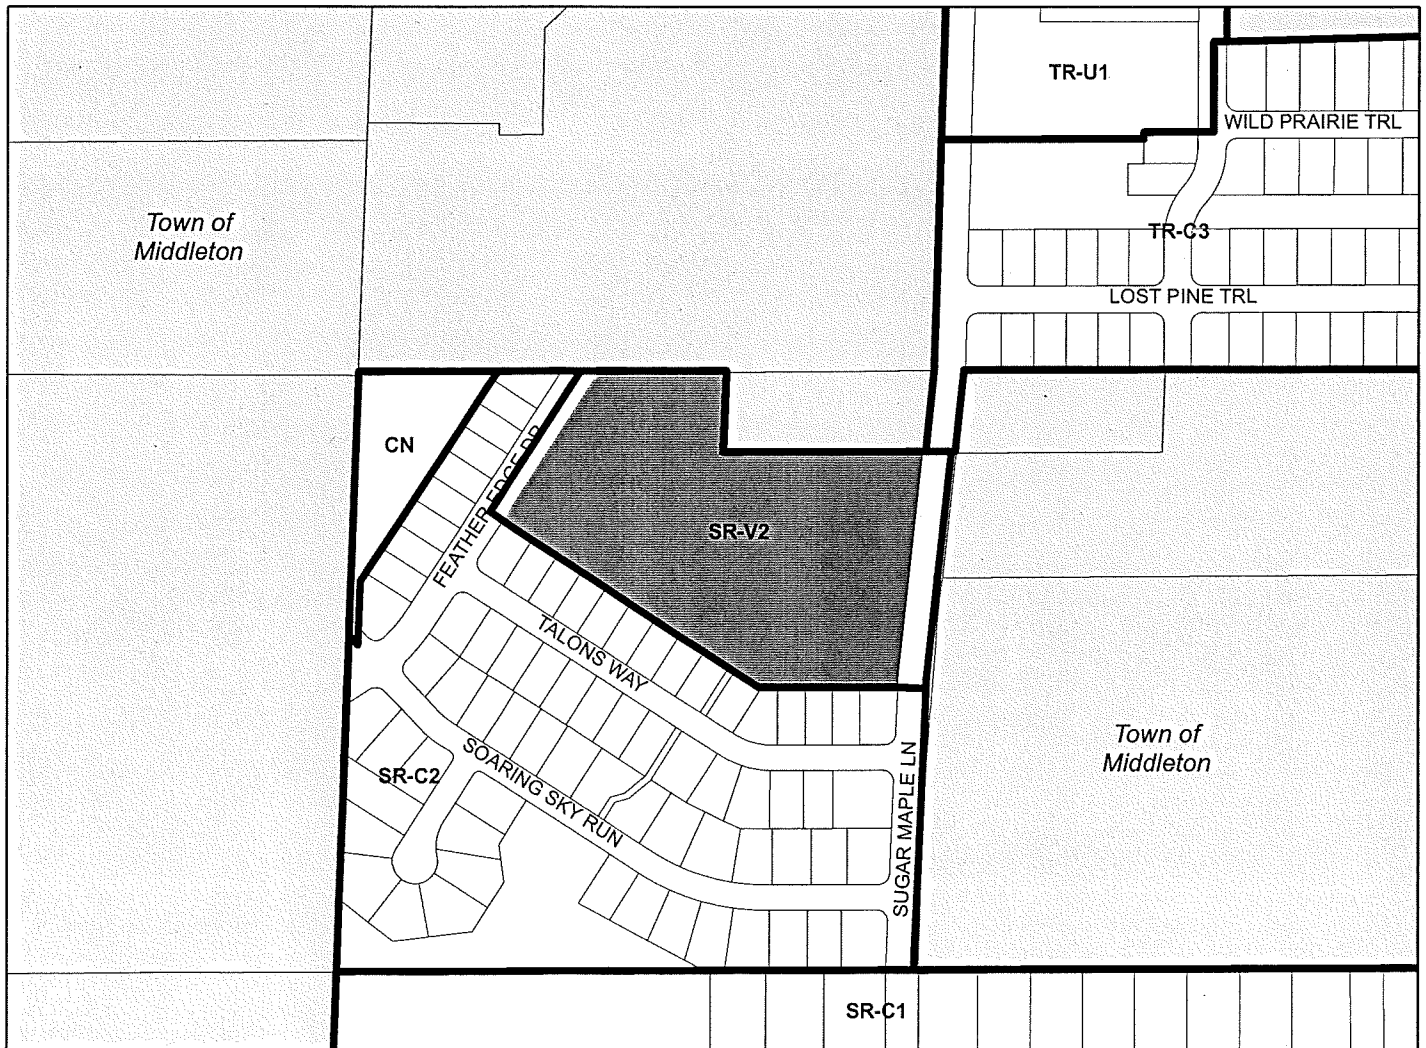 TR-U1
WILD PRAIRIE TRL
Town of
Middleton
TR-C3
LOST PINE TRL
CN
FEATHER EDGE DR
SR-V2
TALONS WAY
Town of
Middleton
SOARING SKY RUN
SR-C2
SUGAR MAPLE LN
SR-C1